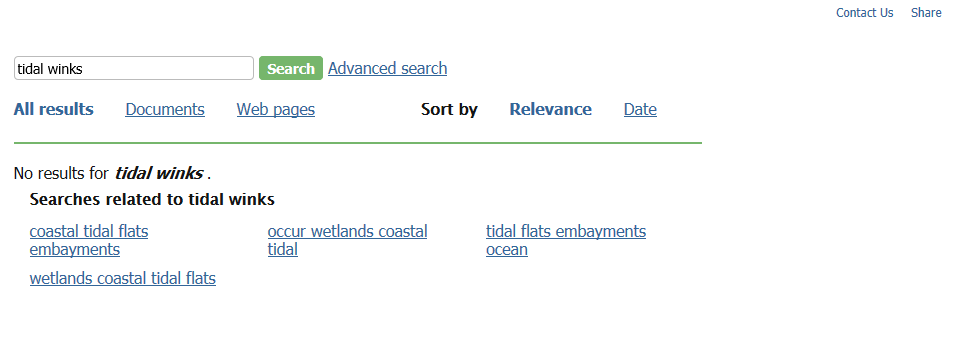 Contact Us Share
tidal winks Search Advanced search
All results Documents Web pages Sort by Relevance Date
No results for tidal winks .
Searches related to tidal winks
coastal tidal flats embayments
occur wetlands coastal tidal
tidal flats embayments ocean
wetlands coastal tidal flats